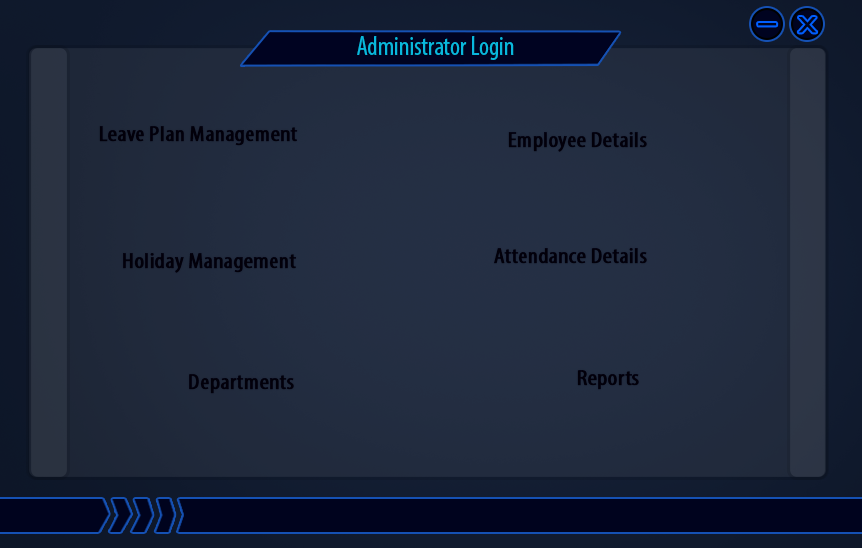 Administrator Login
Leave Plan Management
Employee Details
Holiday Management
Attendance Details
Departments
Reports